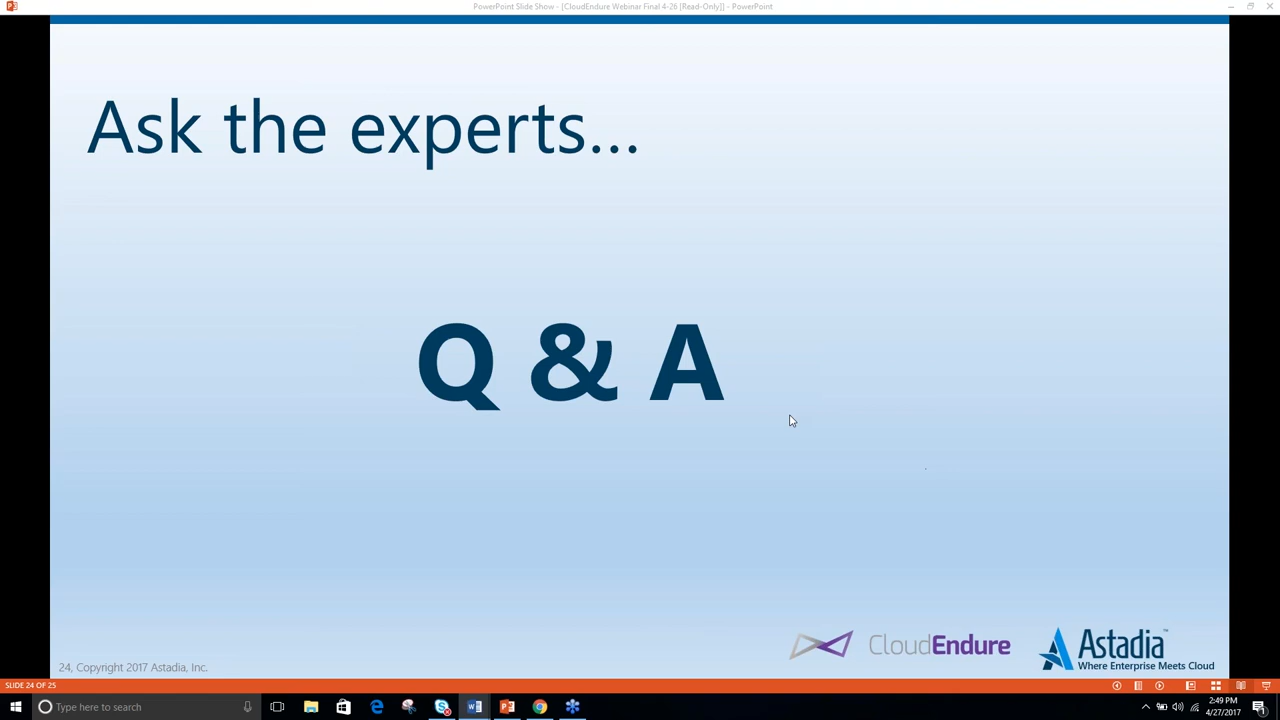 PowerPoint Slide Show - [CloudEndure Webinar Final 4-26 [Read-Only]] - PowerPoint
Ask the experts...
Q & A
CloudEndure
Astadia™
Where Enterprise Meets Cloud
24, Copyright 2017 Astadia, Inc.
SLIDE 24 OF 25
Type here to search
2:49 PM
4/27/2017